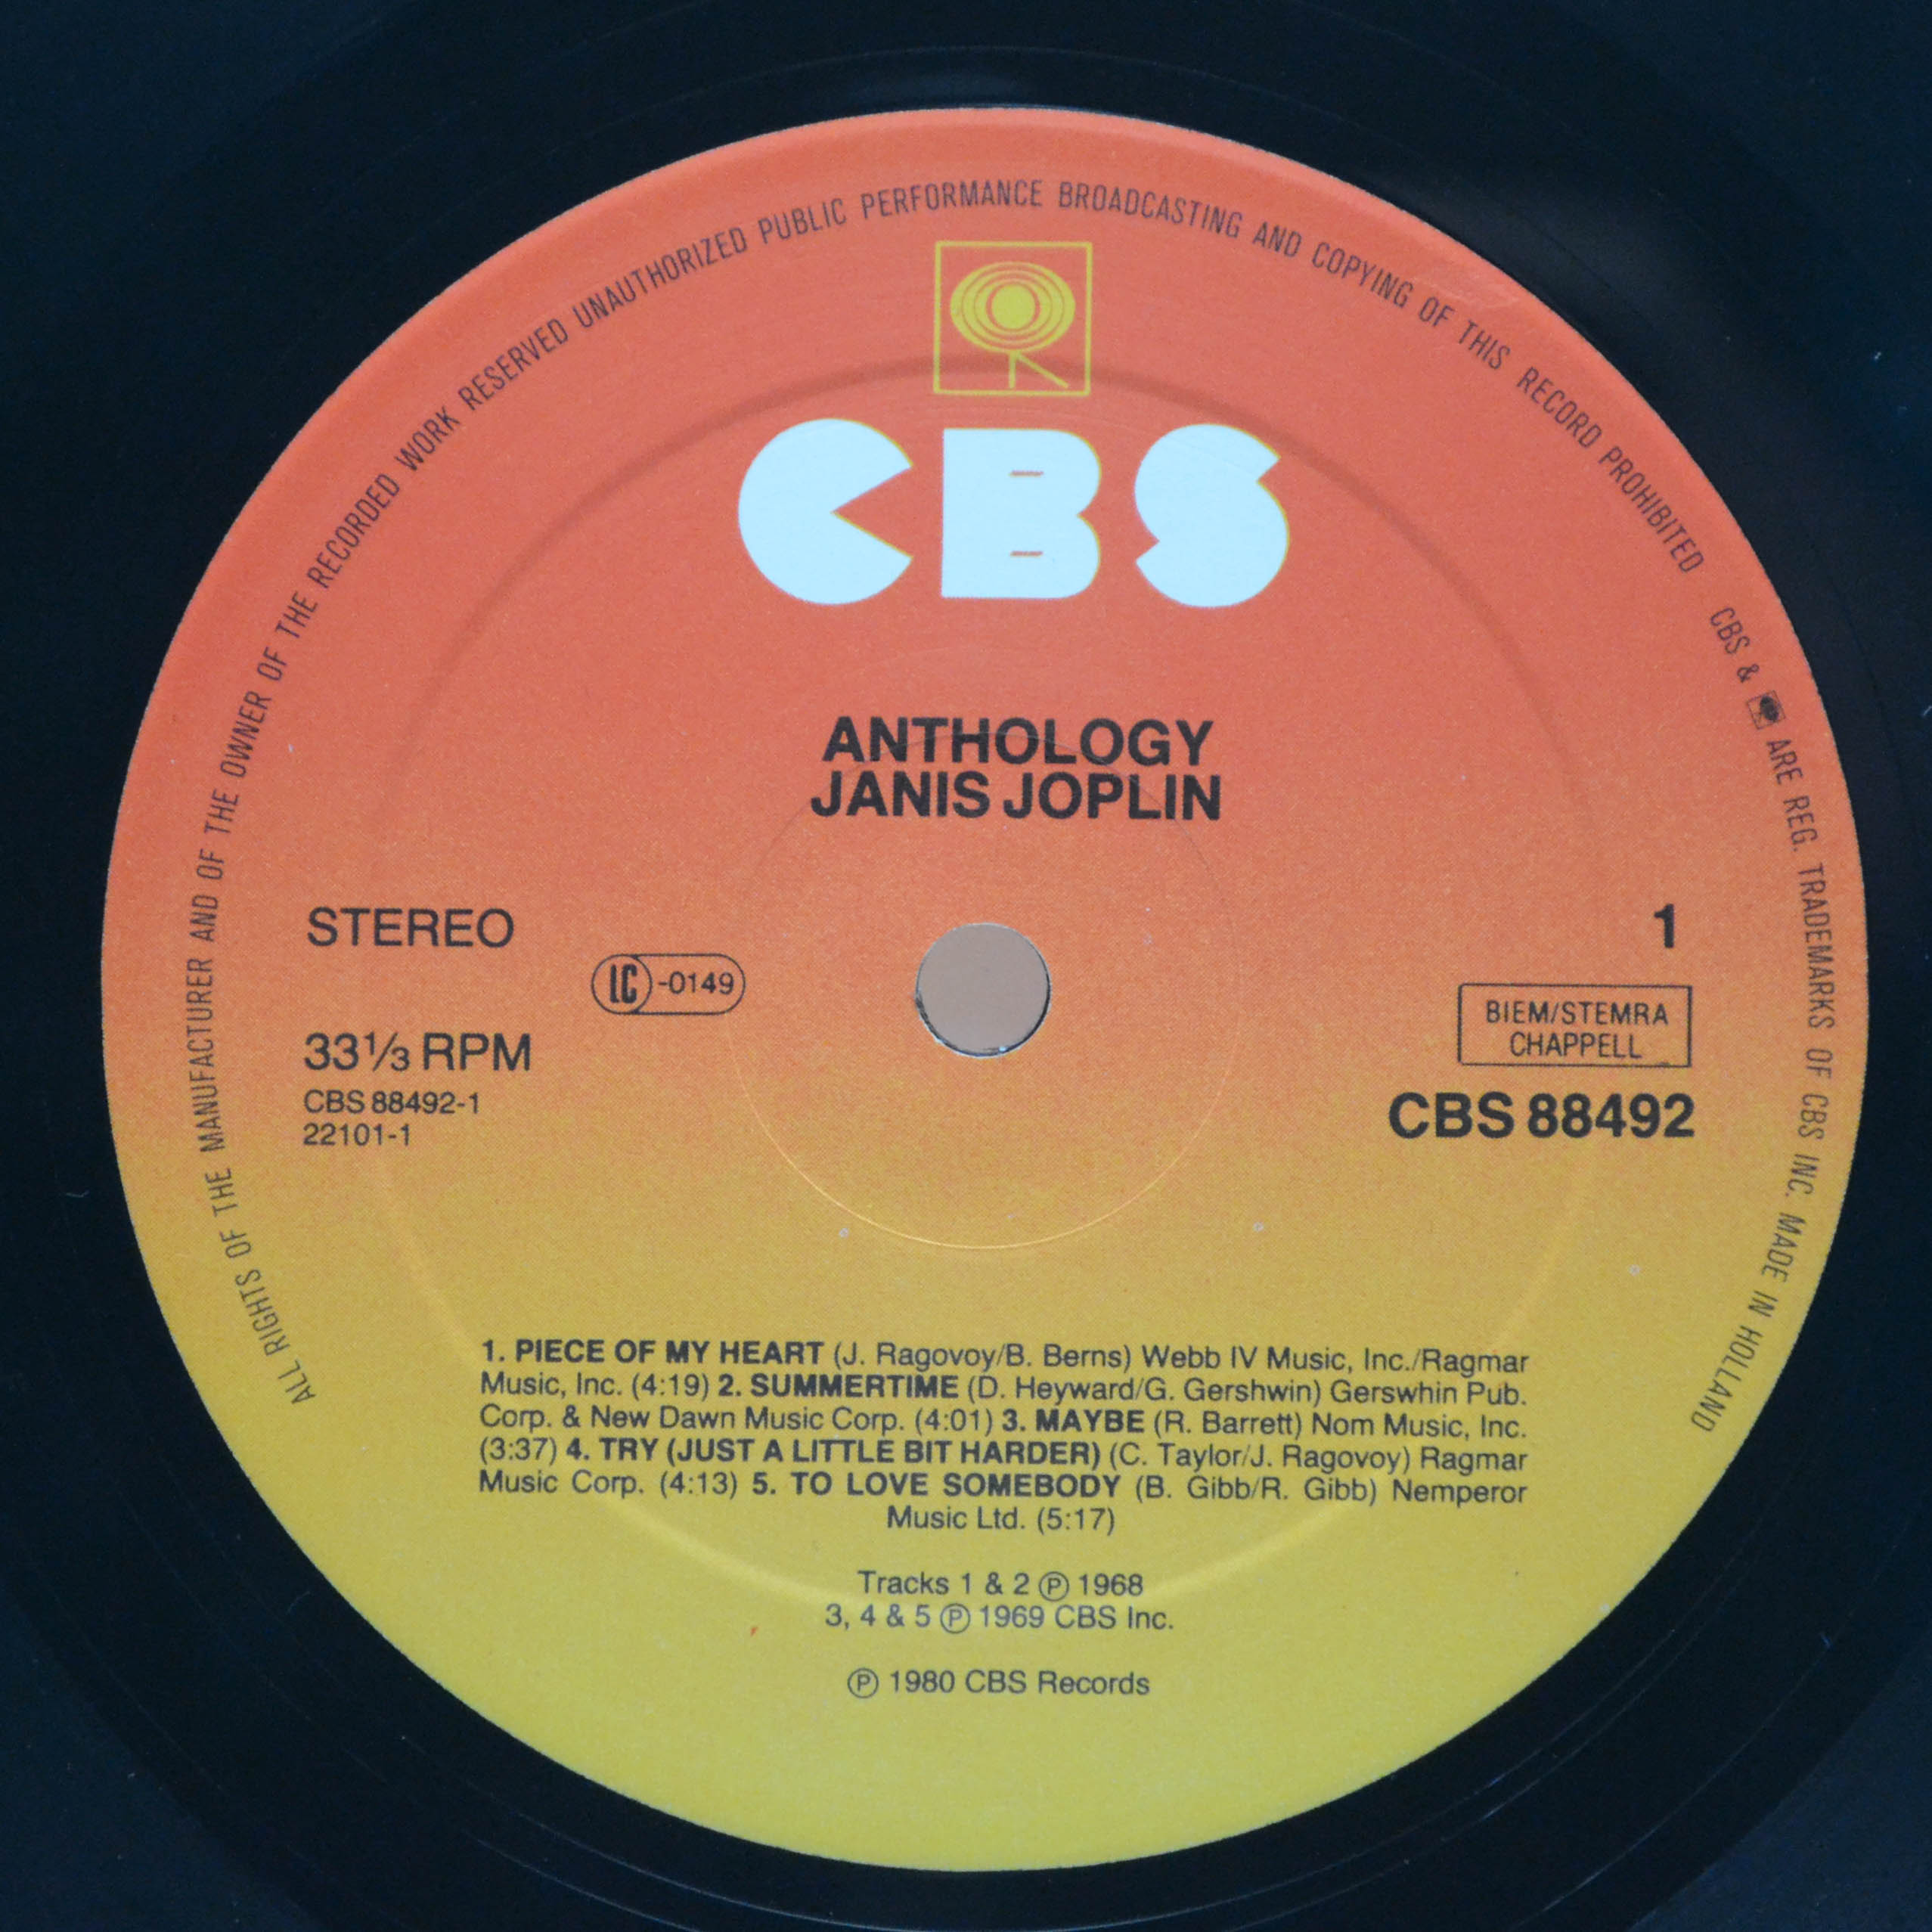 ALL RIGHTS OF THE MANUFACTURER AND OF THE OWNER OF THE RECORDED WORK RESERVED UNAUTHORIZED PUBLIC PERFORMANCE BROADCASTING AND COPYING OF THIS RECORD PROHIBITED CBS & ARE REG. TRADEMARKS OF CBS INC. MADE IN HOLLAND
CBS
ANTHOLOGY
JANIS JOPLIN
STEREO
1
LC-0149
BIEM/STEMRA
CHAPPELL
33⅓ RPM
CBS 88492-1
22101-1
CBS 88492
1. PIECE OF MY HEART (J. Ragovoy/B. Berns) Webb IV Music, Inc./Ragmar
Music, Inc. (4:19) 2. SUMMERTIME (D. Heyward/G. Gershwin) Gerswhin Pub.
Corp. & New Dawn Music Corp. (4:01) 3. MAYBE (R. Barrett) Nom Music, Inc.
(3:37) 4. TRY (JUST A LITTLE BIT HARDER) (C. Taylor/J. Ragovoy) Ragmar
Music Corp. (4:13) 5. TO LOVE SOMEBODY (B. Gibb/R. Gibb) Nemperor
Music Ltd. (5:17)
Tracks 1 & 2 Ⓟ 1968
3, 4 & 5 Ⓟ 1969 CBS Inc.
Ⓟ 1980 CBS Records